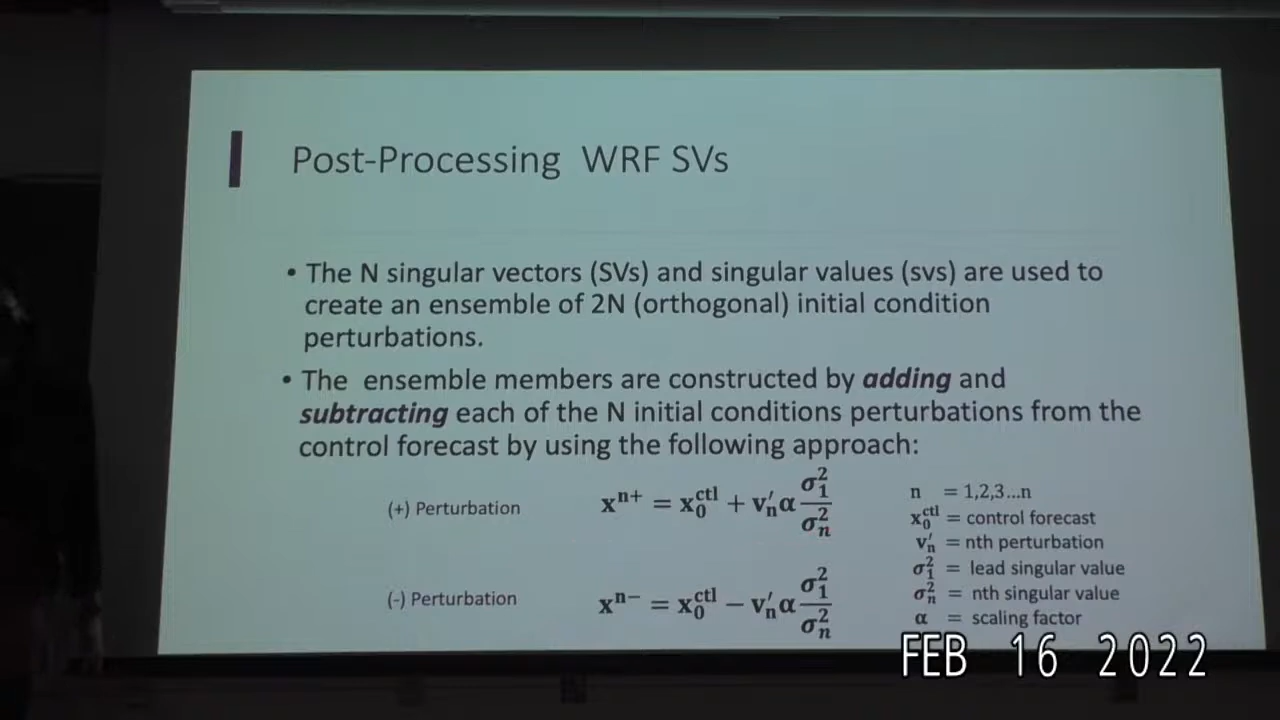 Post-Processing WRF SVs
• The N singular vectors (SVs) and singular values (svs) are used to
create an ensemble of 2N (orthogonal) initial condition
perturbations.
• The ensemble members are constructed by adding and
subtracting each of the N initial conditions perturbations from the
control forecast by using the following approach:
(+) Perturbation xⁿ⁺ = x₀ᶜᵗˡ + v′ₙα σ₁²/σₙ²
(-) Perturbation xⁿ⁻ = x₀ᶜᵗˡ − v′ₙα σ₁²/σₙ²
n = 1,2,3...n
x₀ᶜᵗˡ = control forecast
v′ₙ = nth perturbation
σ₁² = lead singular value
σₙ² = nth singular value
α = scaling factor
FEB 16 2022